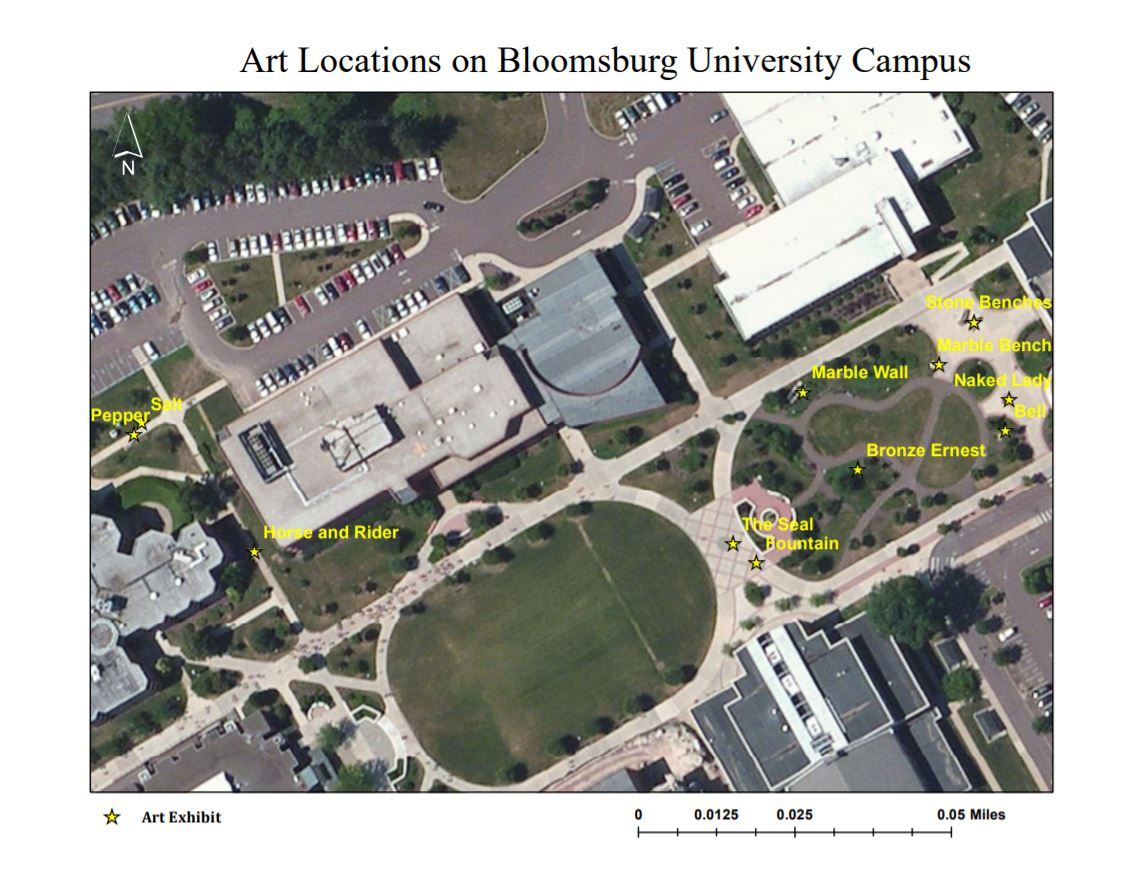 Art Locations on Bloomsburg University Campus
N
Stone Benches
Marble Bench
Marble Wall
Naked Lady
Salt
Pepper
Bell
Bronze Ernest
The Seal
Horse and Rider
Fountain
Art Exhibit
0 0.0125 0.025 0.05 Miles